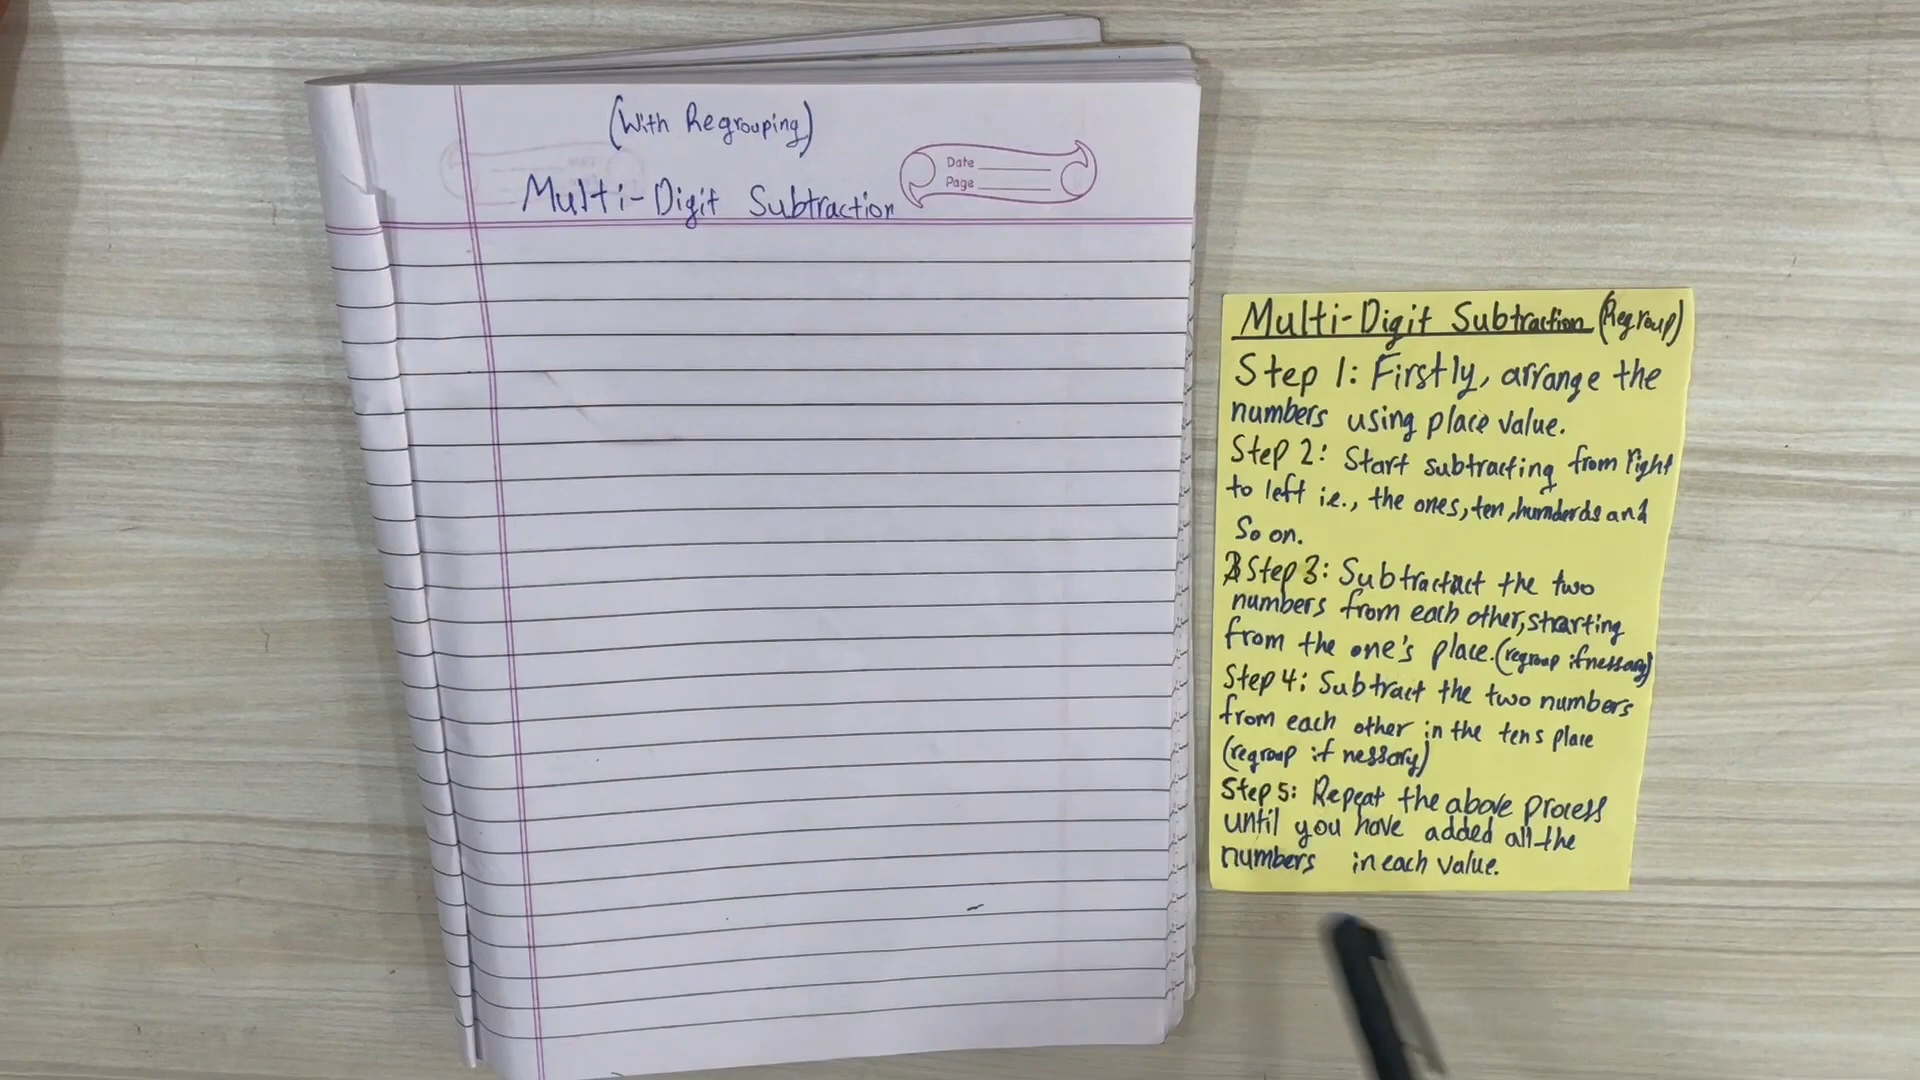 (With Regrouping)
Date
Page
Multi-Digit Subtraction
Multi-Digit Subtraction (Regroup)
Step 1: Firstly, arrange the
numbers using place value.
Step 2: Start subtracting from right
to left i.e., the ones, ten, hunderds and
so on.
Step 3: Subtractact the two
numbers from each other, starting
from the one's place. (regroup if nessary)
Step 4: Subtract the two numbers
from each other in the tens place
(regroup if nessary)
Step 5: Repeat the above process
until you have added all the
numbers in each value.